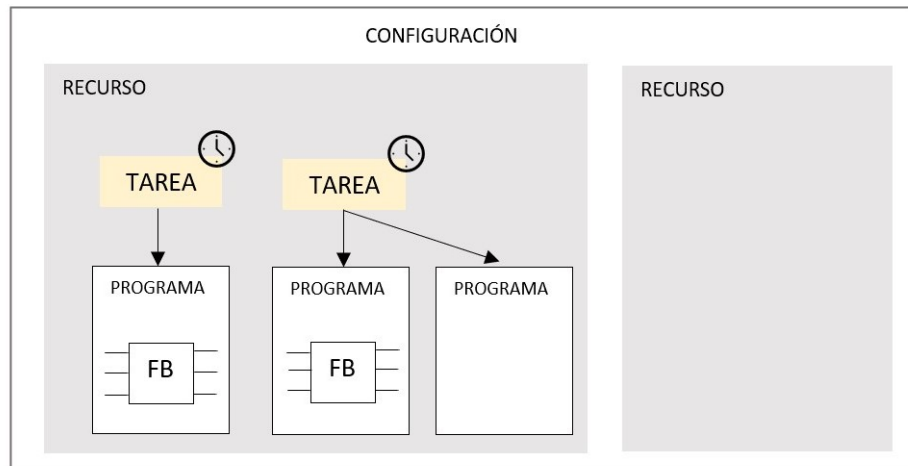 CONFIGURACIÓN
RECURSO
RECURSO
TAREA
TAREA
PROGRAMA
PROGRAMA
PROGRAMA
FB
FB